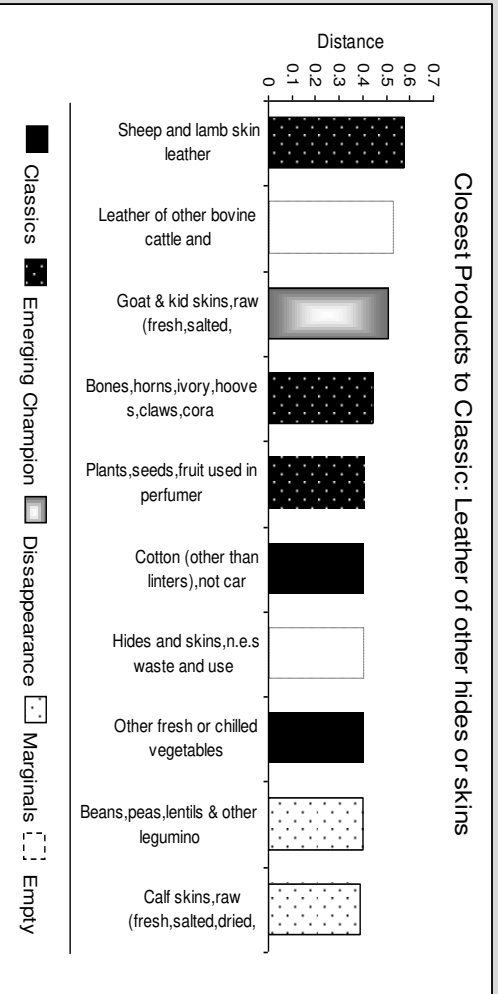 Closest Products to Classic: Leather of other hides or skins
Distance
0
0.1
0.2
0.3
0.4
0.5
0.6
0.7
Sheep and lamb skin
leather
Leather of other bovine
cattle and
Goat & kid skins,raw
(fresh,salted,
Bones,horns,ivory,hoove
s,claws,cora
Plants,seeds,fruit used in
perfumer
Cotton (other than
linters),not car
Hides and skins,n.e.s
waste and use
Other fresh or chilled
vegetables
Beans,peas,lentils & other
legumino
Calf skins,raw
(fresh,salted,dried,
Classics
Emerging Champion
Dissappearance
Marginals
Empty